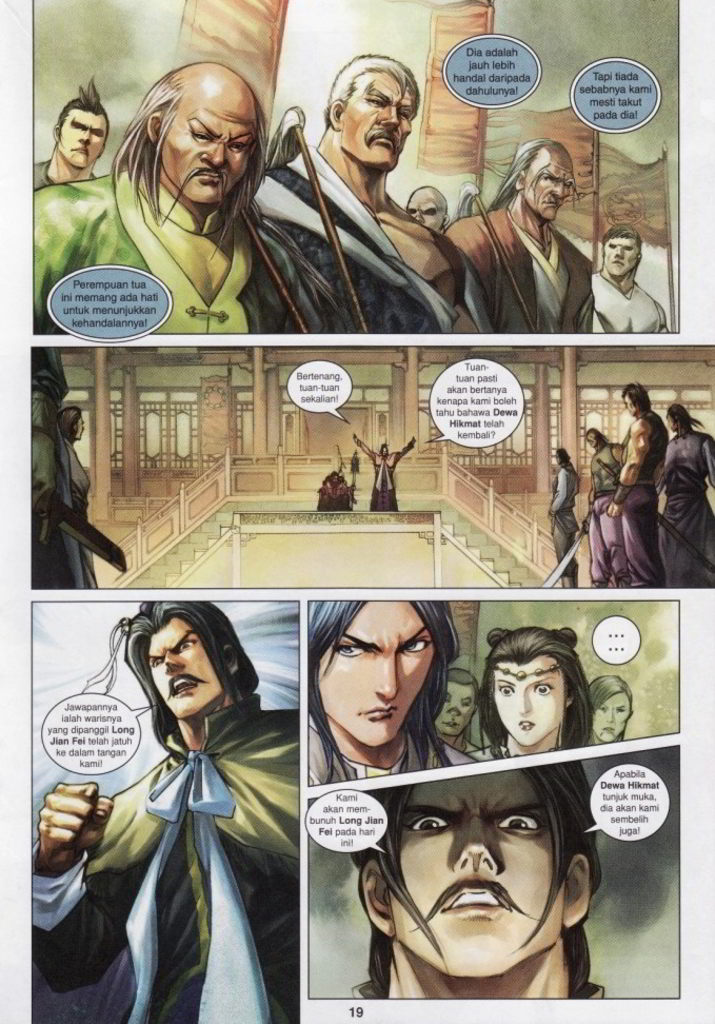 Dia adalah
jauh lebih
handal daripada
dahulunya!
Tapi tiada
sebabnya kami
mesti takut
pada dia!
Perempuan tua
ini memang ada hati
untuk menunjukkan
kehandalannya!
Bertenang,
tuan-tuan
sekalian!
Tuan-
tuan pasti
akan bertanya
kenapa kami boleh
tahu bahawa Dewa
Hikmat telah
kembali?
Jawapannya
ialah warisnya
yang dipanggil Long
Jian Fei telah jatuh
ke dalam tangan
kami!
...
...
Kami
akan mem-
bunuh Long Jian
Fei pada hari
ini!
Apabila
Dewa Hikmat
tunjuk muka,
dia akan kami
sembelih
juga!
19